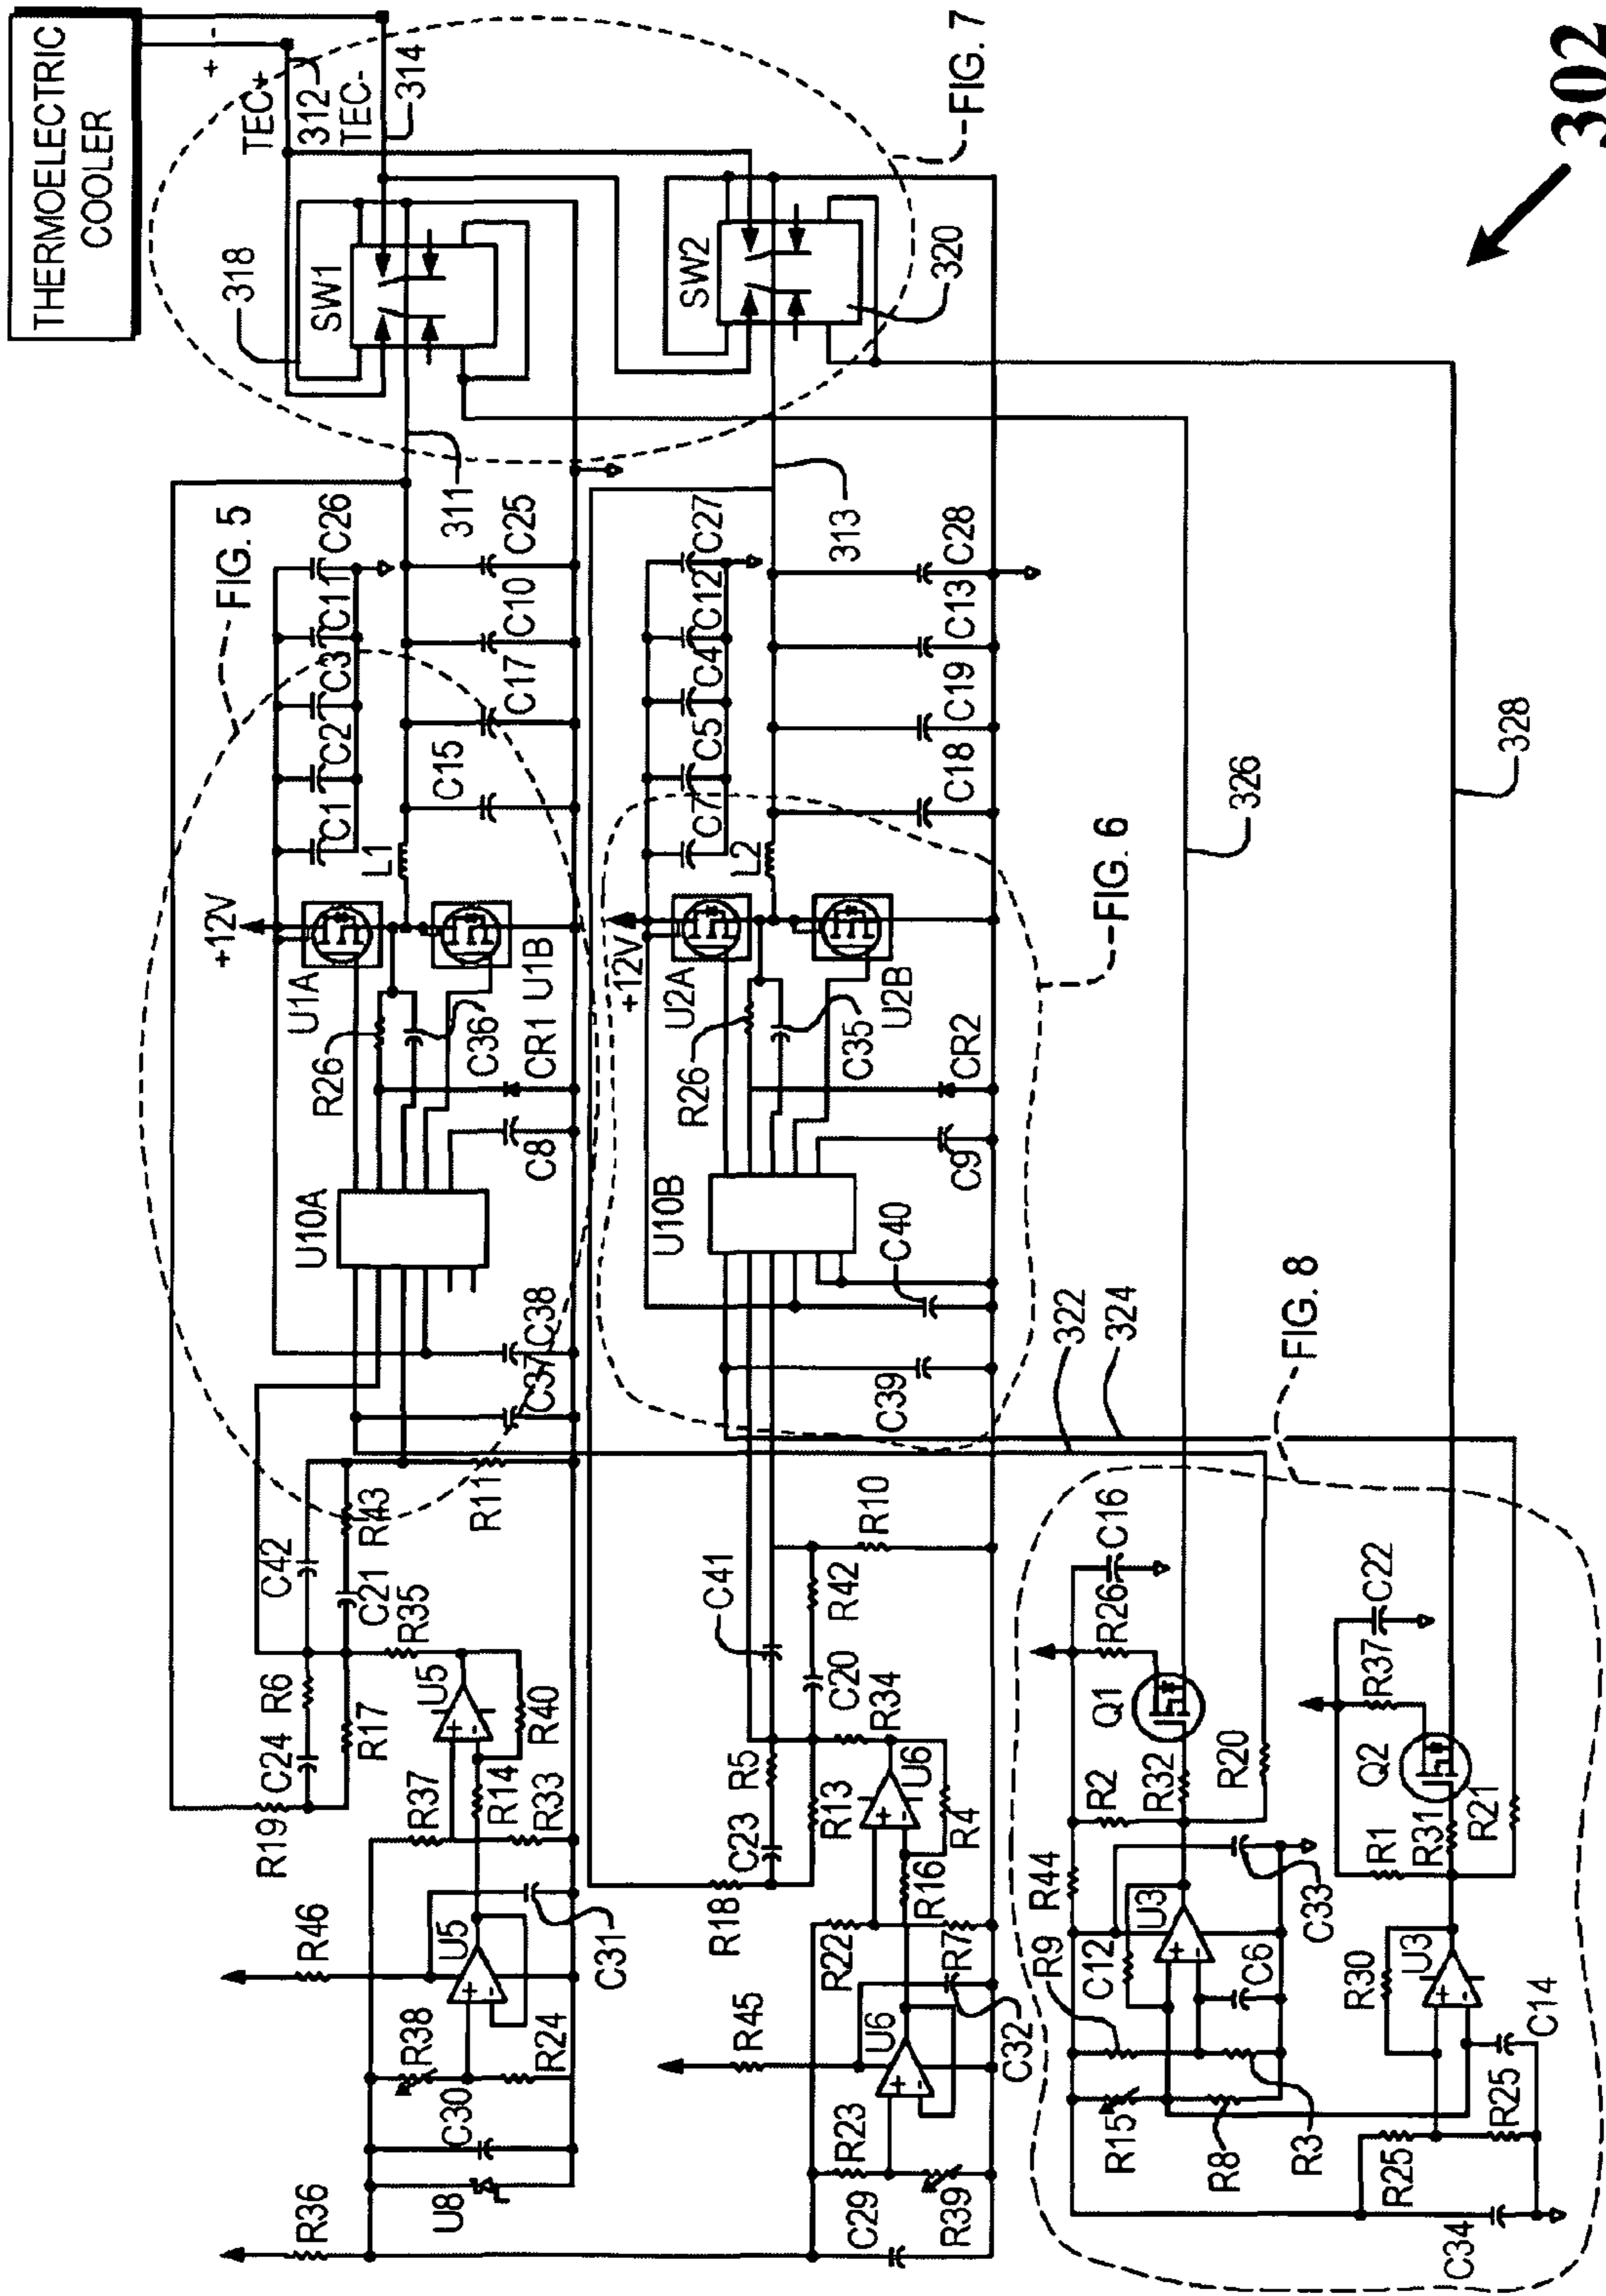 THERMOELECTRIC
COOLER
+
-
TEC+
312
TEC-
314
FIG. 7
302
318
SW1
SW2
320
311
313
326
328
FIG. 5
+12V
U1A
U1B
L1
C1
C2
C3
C11
C26
C15
C17
C10
C25
R26
C36
CR1
C8
U10A
C37
C38
+12V
U2A
U2B
L2
C7
C5
C4
C12
C27
C18
C19
C13
C28
R26
C35
CR2
C9
U10B
C40
C39
FIG. 6
322
324
FIG. 8
R19
C24
R6
R17
C42
C21
R43
R35
R11
U5
R40
R37
R14
R33
R46
U5
C31
R38
R24
C30
U8
R36
R18
C23
R5
R13
C41
C20
R42
R34
R10
U6
R4
R16
R22
R7
R45
U6
C32
R23
R39
C29
R26
C16
Q1
R2
R32
R20
R44
U3
C33
R9
C12
C6
R15
R8
R3
R37
C22
Q2
R1
R31
R21
R30
U3
C14
R25
R25
C34